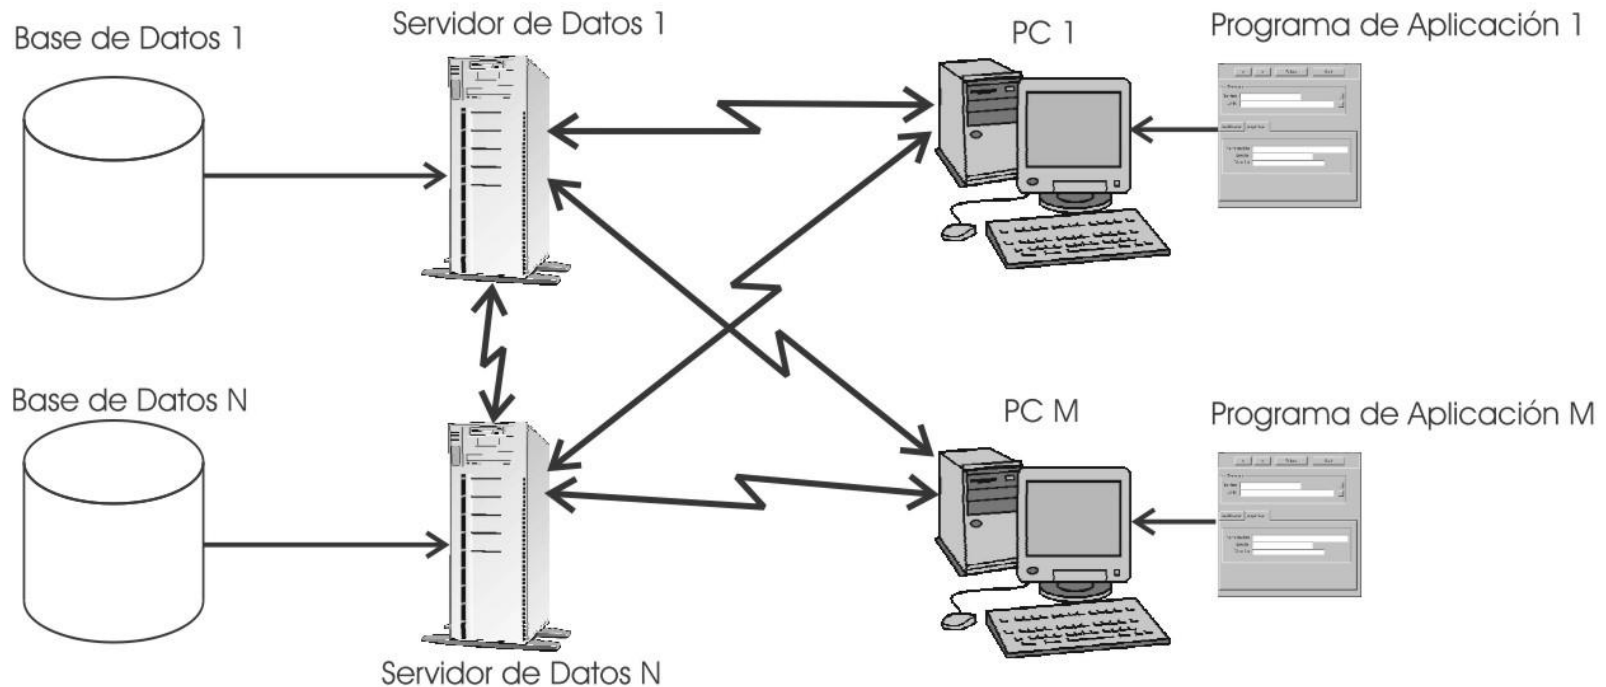 Base de Datos 1
Servidor de Datos 1
PC 1
Programa de Aplicación 1
Base de Datos N
PC M
Programa de Aplicación M
Servidor de Datos N